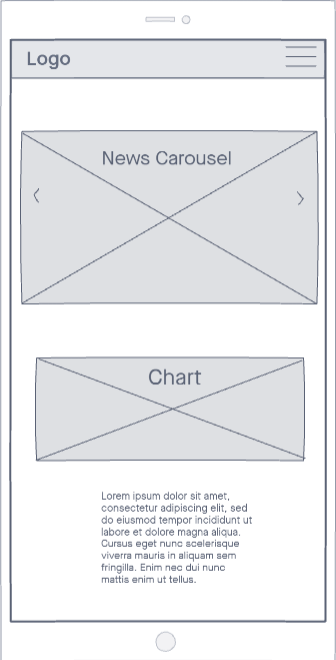 Logo
News Carousel
Chart
Lorem ipsum dolor sit amet,
consectetur adipiscing elit, sed
do eiusmod tempor incididunt ut
labore et dolore magna aliqua.
Cursus eget nunc scelerisque
viverra mauris in aliquam sem
fringilla. Enim nec dui nunc
mattis enim ut tellus.